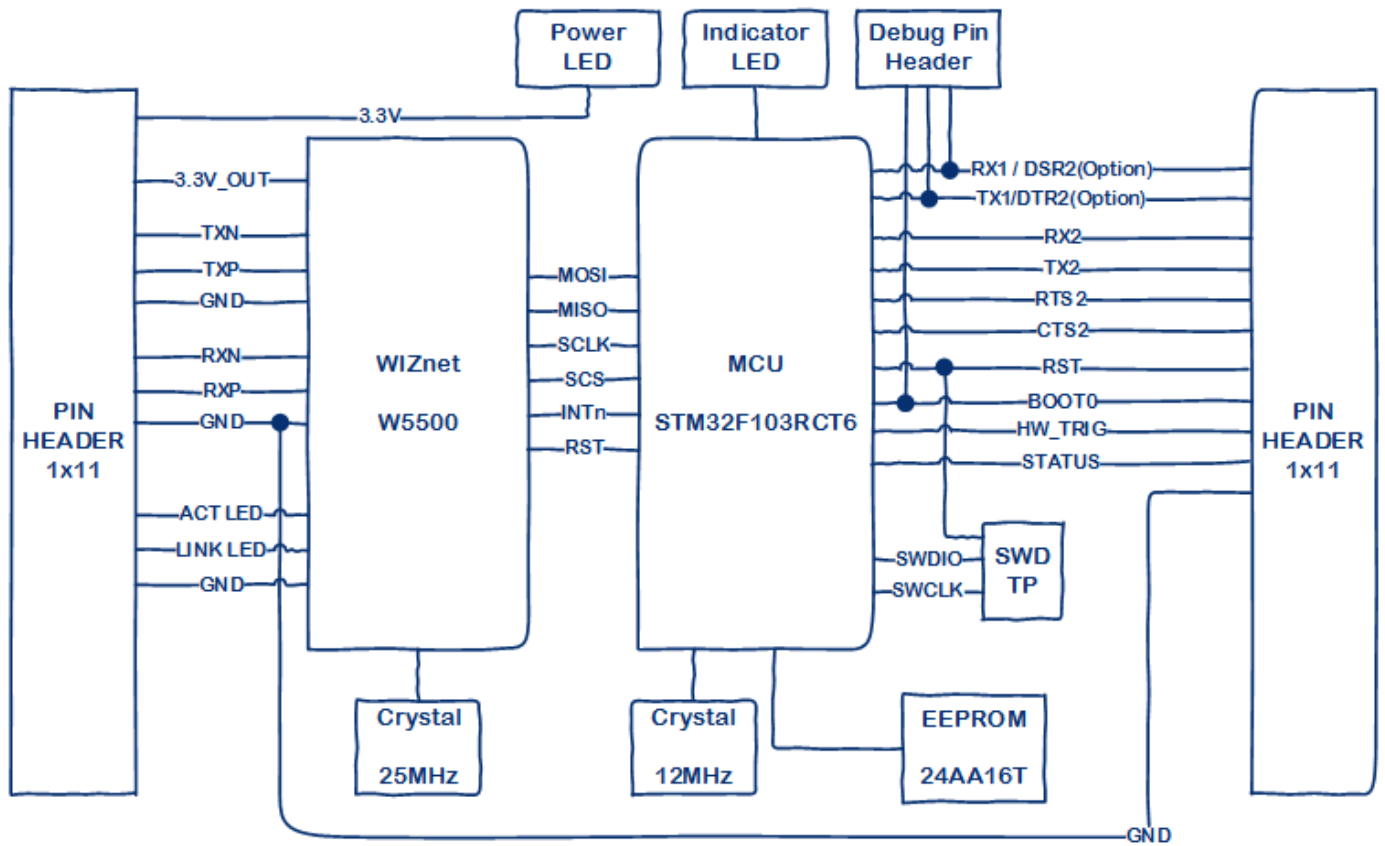 Power
LED
Indicator
LED
Debug Pin
Header
3.3V
3.3V_OUT
TXN
TXP
GND
RXN
RXP
GND
ACT LED
LINK LED
GND
PIN
HEADER
1x11
WIZnet
W5500
MOSI
MISO
SCLK
SCS
INTn
RST
MCU
STM32F103RCT6
RX1 / DSR2(Option)
TX1/DTR2(Option)
RX2
TX2
RTS2
CTS2
RST
BOOT0
HW_TRIG
STATUS
PIN
HEADER
1x11
SWDIO
SWCLK
SWD
TP
Crystal
25MHz
Crystal
12MHz
EEPROM
24AA16T
GND